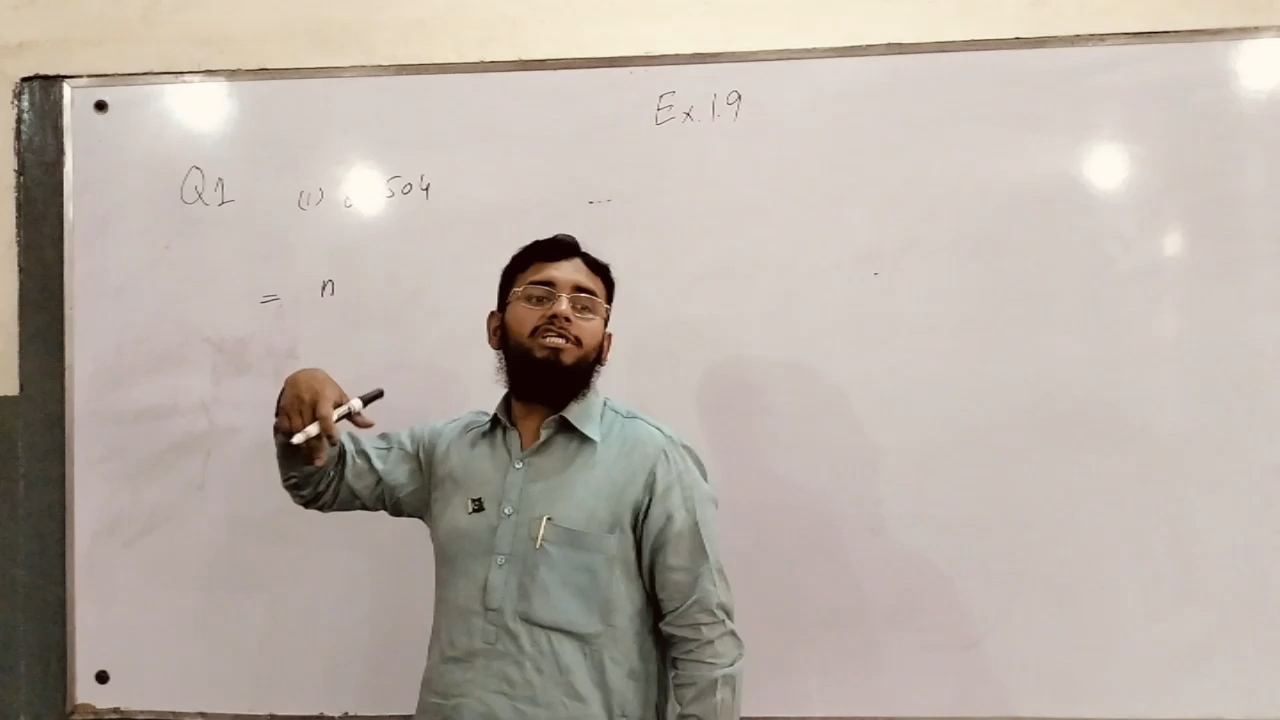 Ex. 1.9
Q1 (i) 504
= n